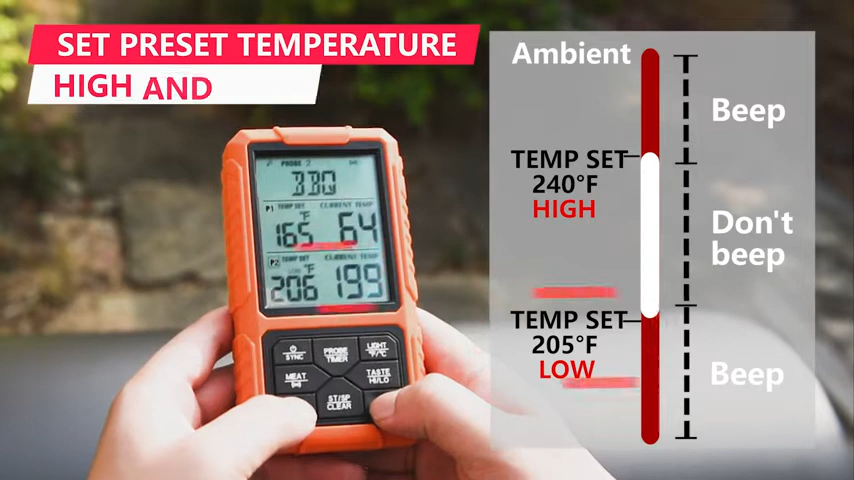 SET PRESET TEMPERATURE
HIGH AND
PROBE 2
330
P1 TEMP SET CURRENT TEMP
°F
165 64
P2 TEMP SET CURRENT TEMP
°F
206 199
SYNC
PROBE
TIMER
LIGHT
°F/°C
MEAT
TASTE
HI/LO
ST/SP
CLEAR
Ambient
Beep
TEMP SET
240°F
HIGH
Don't
beep
TEMP SET
205°F
LOW
Beep